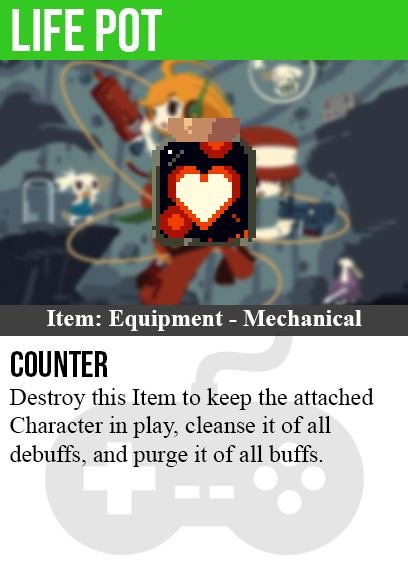 LIFE POT
Item: Equipment - Mechanical
COUNTER
Destroy this Item to keep the attached
Character in play, cleanse it of all
debuffs, and purge it of all buffs.